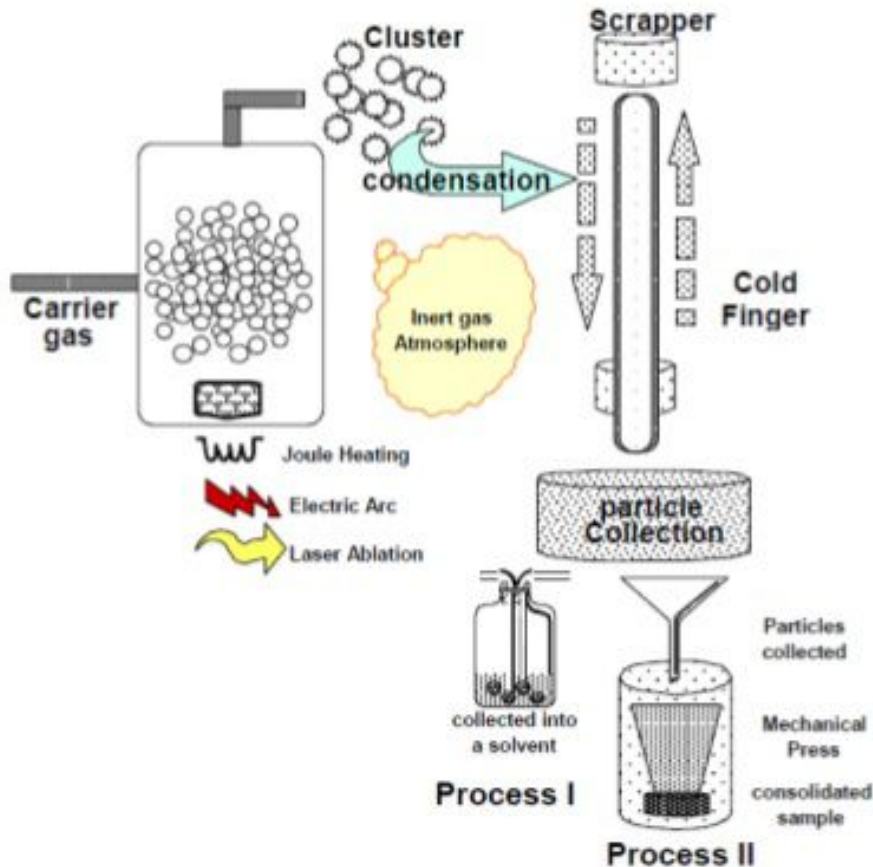 Cluster
Scrapper
condensation
Carrier
gas
Inert gas
Atmosphere
Cold
Finger
Joule Heating
Electric Arc
Laser Ablation
particle
Collection
Particles
collected
collected into
a solvent
Mechanical
Press
Process I
consolidated
sample
Process II